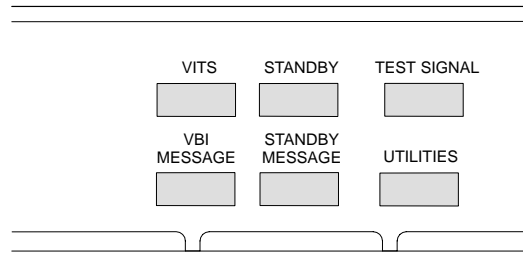 VITS STANDBY TEST SIGNAL
VBI
MESSAGE
STANDBY
MESSAGE
UTILITIES